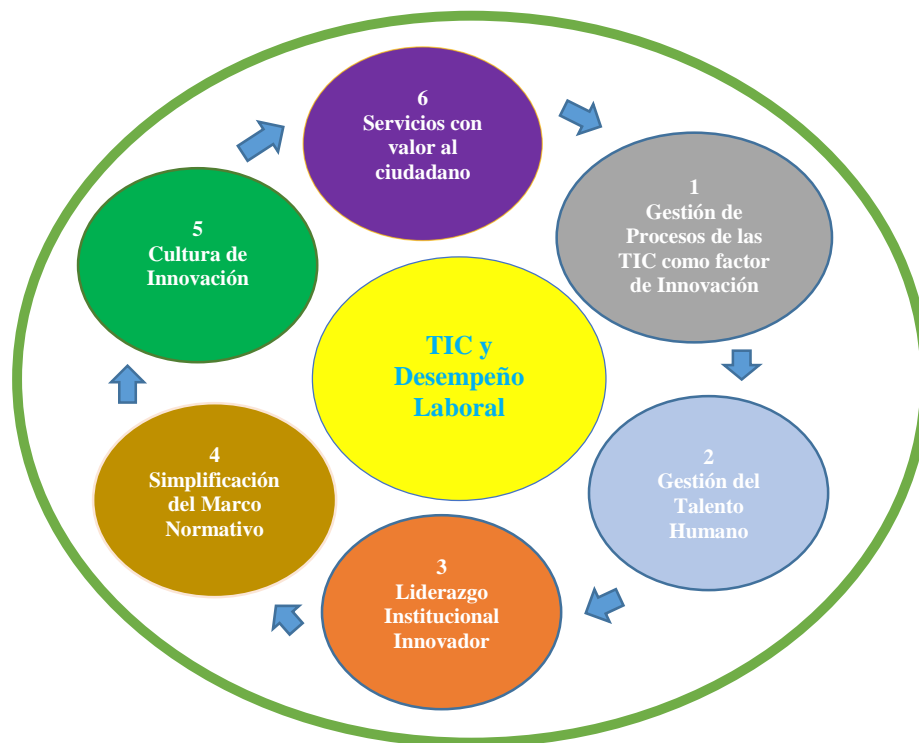 6
Servicios con
valor al
ciudadano
1
Gestión de
Procesos de las
TIC como factor
de Innovación
5
Cultura de
Innovación
TIC y
Desempeño
Laboral
2
Gestión del
Talento
Humano
4
Simplificación
del Marco
Normativo
3
Liderazgo
Institucional
Innovador